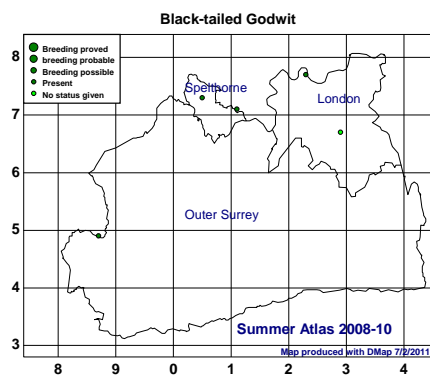 Black-tailed Godwit
Breeding proved
breeding probable
Breeding possible
Present
No status given
8
7
6
5
4
3
Spelthorne
London
Outer Surrey
Summer Atlas 2008-10
Map produced with DMap 7/2/2011
8 9 0 1 2 3 4